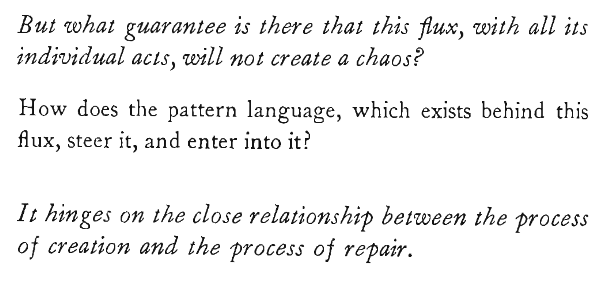 But what guarantee is there that this flux, with all its
individual acts, will not create a chaos?
How does the pattern language, which exists behind this
flux, steer it, and enter into it?
It hinges on the close relationship between the process
of creation and the process of repair.